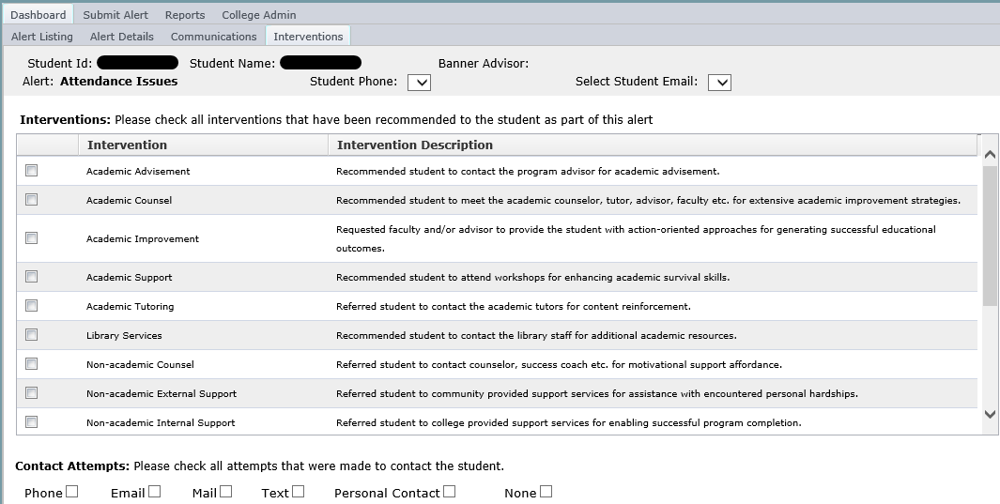 Dashboard Submit Alert Reports College Admin
Alert Listing Alert Details Communications Interventions
Student Id: Student Name: Banner Advisor:
Alert: Attendance Issues Student Phone: Select Student Email:
Interventions: Please check all interventions that have been recommended to the student as part of this alert
Intervention Intervention Description
Academic Advisement Recommended student to contact the program advisor for academic advisement.
Academic Counsel Recommended student to meet the academic counselor, tutor, advisor, faculty etc. for extensive academic improvement strategies.
Academic Improvement Requested faculty and/or advisor to provide the student with action-oriented approaches for generating successful educational
outcomes.
Academic Support Recommended student to attend workshops for enhancing academic survival skills.
Academic Tutoring Referred student to contact the academic tutors for content reinforcement.
Library Services Recommended student to contact the library staff for additional academic resources.
Non-academic Counsel Referred student to contact counselor, success coach etc. for motivational support affordance.
Non-academic External Support Referred student to community provided support services for assistance with encountered personal hardships.
Non-academic Internal Support Referred student to college provided support services for enabling successful program completion.
Contact Attempts: Please check all attempts that were made to contact the student.
Phone Email Mail Text Personal Contact None